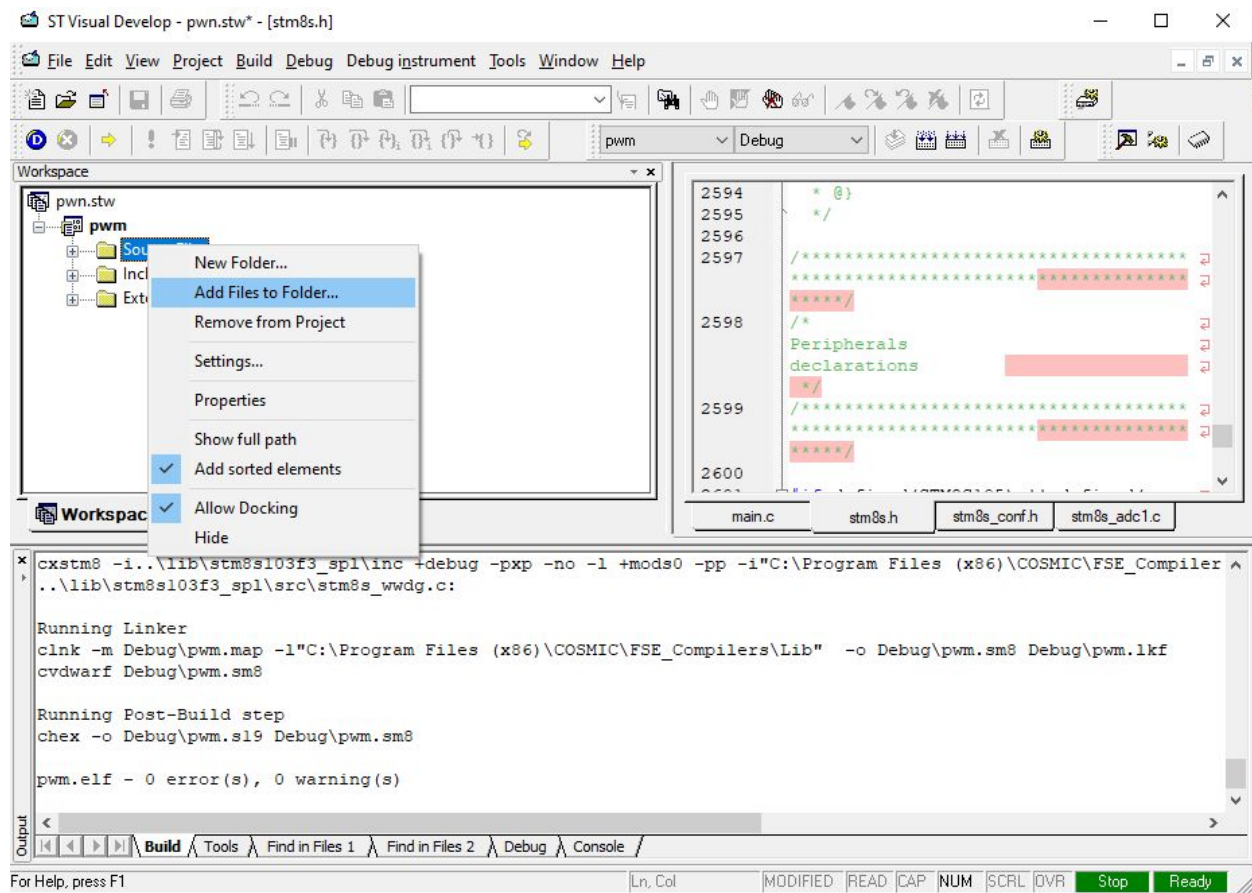 ST Visual Develop - pwn.stw* - [stm8s.h]
File Edit View Project Build Debug Debug instrument Tools Window Help
pwm Debug
Workspace
pwn.stw
pwm
New Folder...
Add Files to Folder...
Remove from Project
Settings...
Properties
Show full path
Add sorted elements
Allow Docking
Hide
Workspac
2594 * @}
2595 */
2596
2597 /*************************************
*************************************
*****/
2598 /*
Peripherals
declarations
*/
2599 /*************************************
*************************************
*****/
2600
main.c stm8s.h stm8s_conf.h stm8s_adc1.c
cxstm8 -i..\lib\stm8s103f3_spl\inc +debug -pxp -no -l +mods0 -pp -i"C:\Program Files (x86)\COSMIC\FSE_Compiler
..\lib\stm8s103f3_spl\src\stm8s_wwdg.c:
Running Linker
clnk -m Debug\pwm.map -l"C:\Program Files (x86)\COSMIC\FSE_Compilers\Lib" -o Debug\pwm.sm8 Debug\pwm.lkf
cvdwarf Debug\pwm.sm8
Running Post-Build step
chex -o Debug\pwm.s19 Debug\pwm.sm8
pwm.elf - 0 error(s), 0 warning(s)
Output
Build Tools Find in Files 1 Find in Files 2 Debug Console
For Help, press F1 Ln, Col MODIFIED READ CAP NUM SCRL OVR Stop Ready